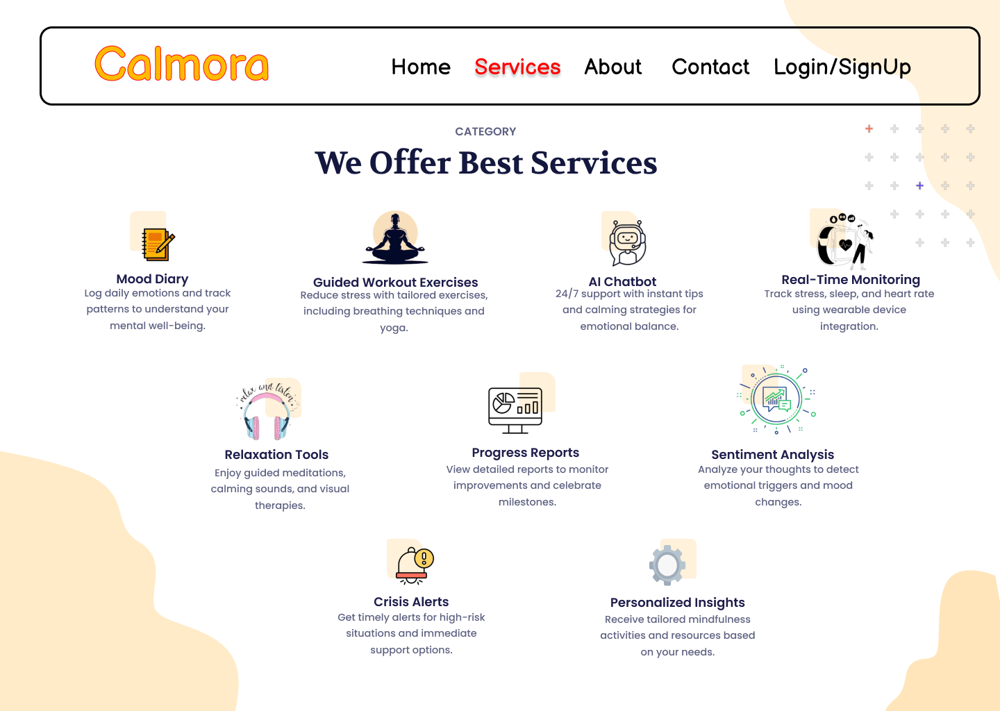 Calmora
Home Services About Contact Login/SignUp
CATEGORY
We Offer Best Services
Mood Diary
Log daily emotions and track
patterns to understand your
mental well-being.
Guided Workout Exercises
Reduce stress with tailored exercises,
including breathing techniques and
yoga.
AI Chatbot
24/7 support with instant tips
and calming strategies for
emotional balance.
Real-Time Monitoring
Track stress, sleep, and heart rate
using wearable device
integration.
relax and listen
Relaxation Tools
Enjoy guided meditations,
calming sounds, and visual
therapies.
Progress Reports
View detailed reports to monitor
improvements and celebrate
milestones.
Sentiment Analysis
Analyze your thoughts to detect
emotional triggers and mood
changes.
Crisis Alerts
Get timely alerts for high-risk
situations and immediate
support options.
Personalized Insights
Receive tailored mindfulness
activities and resources based
on your needs.